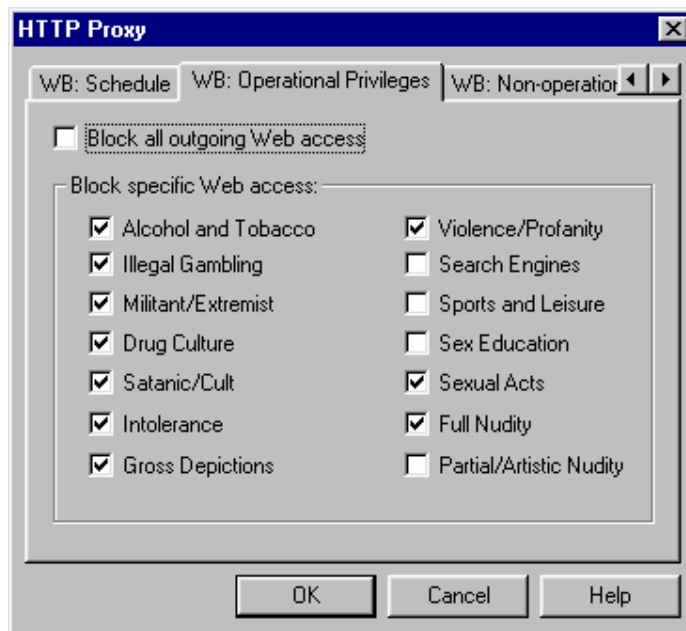 HTTP Proxy
WB: Schedule
WB: Operational Privileges
WB: Non-operation
Block all outgoing Web access
Block specific Web access:
Alcohol and Tobacco
Illegal Gambling
Militant/Extremist
Drug Culture
Satanic/Cult
Intolerance
Gross Depictions
Violence/Profanity
Search Engines
Sports and Leisure
Sex Education
Sexual Acts
Full Nudity
Partial/Artistic Nudity
OK
Cancel
Help